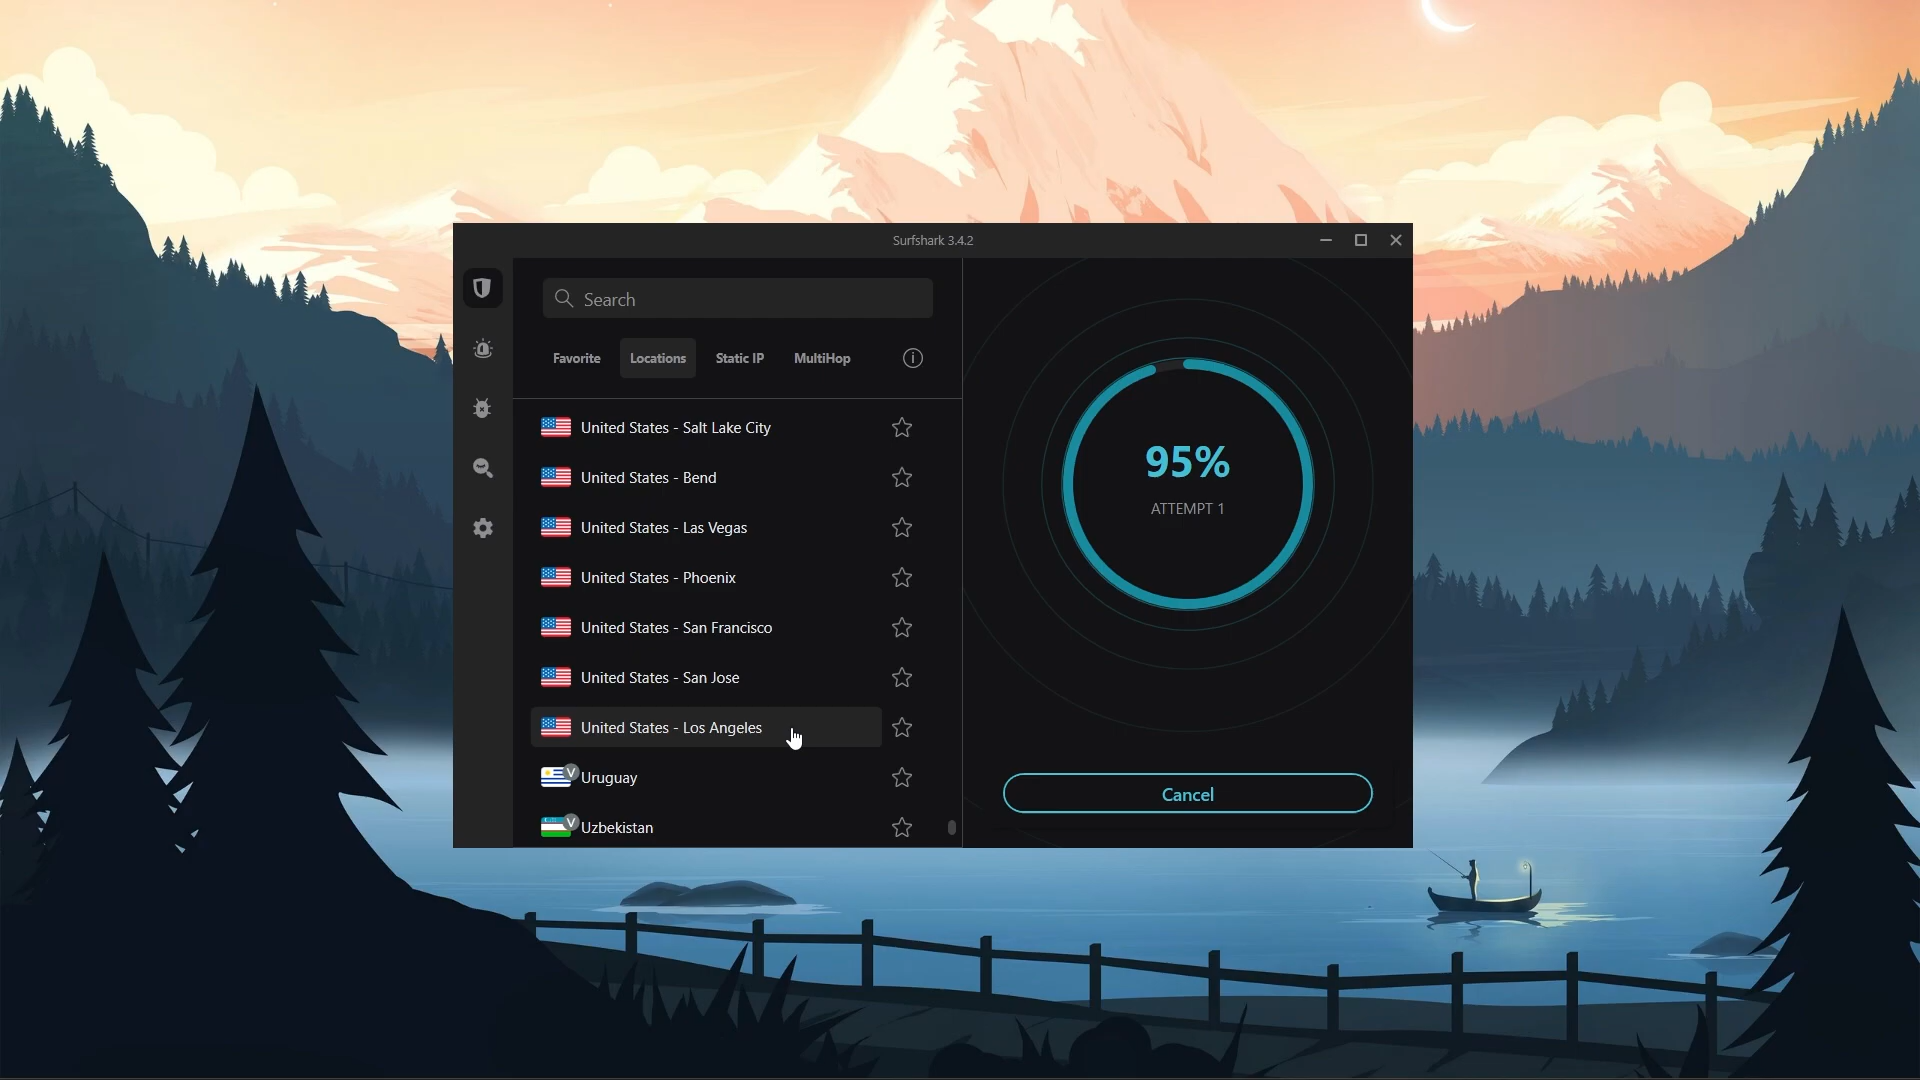 Surfshark 3.4.2
Search
Favorite
Locations
Static IP
MultiHop
United States - Salt Lake City
United States - Bend
United States - Las Vegas
United States - Phoenix
United States - San Francisco
United States - San Jose
United States - Los Angeles
V
Uruguay
V
Uzbekistan
95%
ATTEMPT 1
Cancel